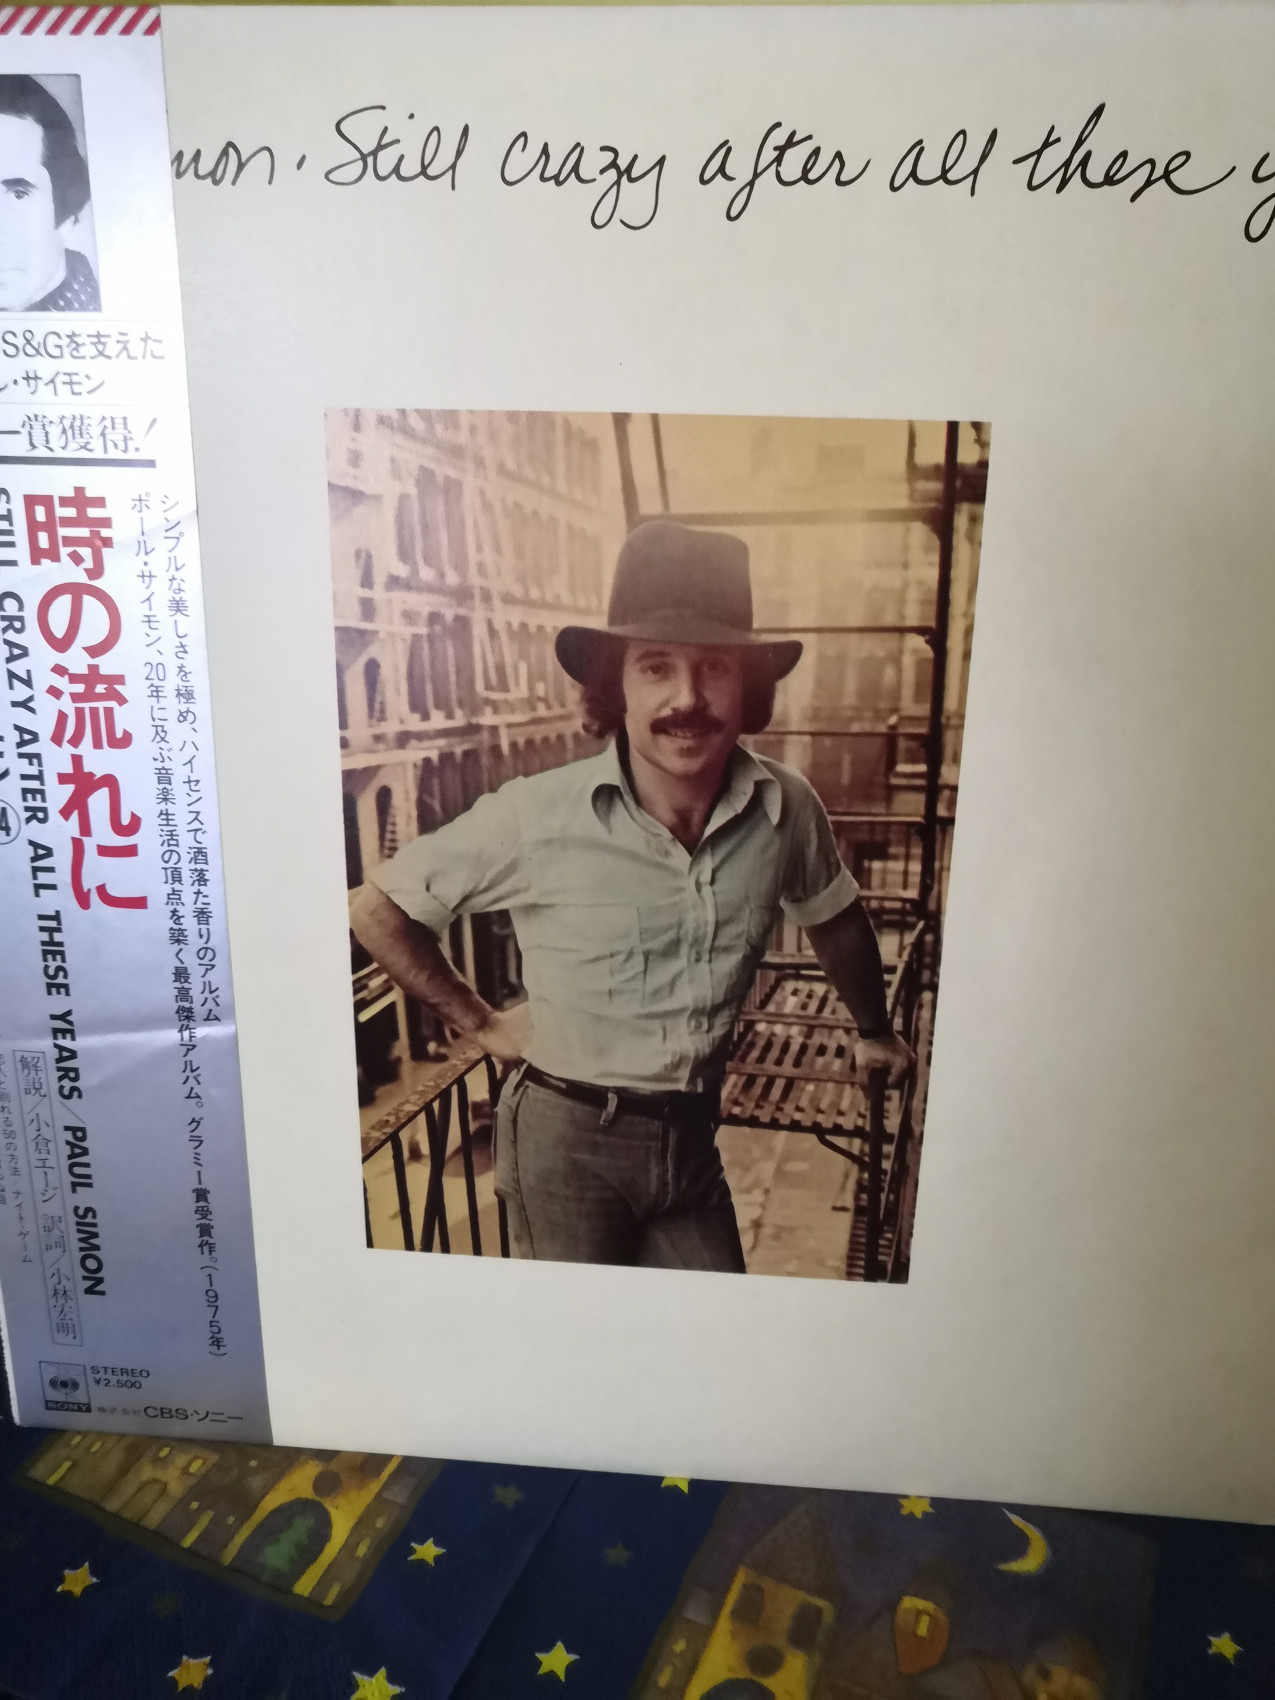 mon. Still crazy after all these y
S&Gを支えた
ル・サイモン
ー賞獲得!
シンプルな美しさを極め、ハイセンスで洒落た香りのアルバム
ポール・サイモン、20年に及ぶ音楽生活の頂点を築く最高傑作アルバム。グラミー賞受賞作。(1975年)
時の流れに
STILL CRAZY AFTER ALL THESE YEARS/PAUL SIMON
解説/小倉エージ 訳詞/小林宏明
50の方法/ナイト・ゲーム
STEREO
¥2,500
SONY
株式会社 CBS・ソニー